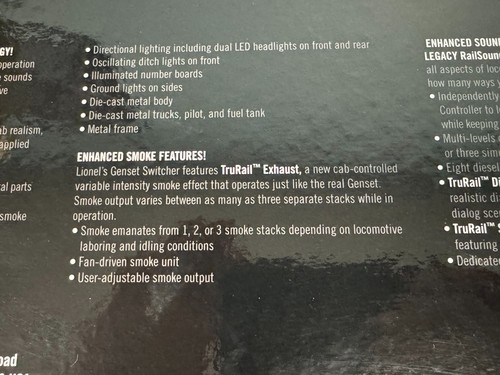 GY!
operation
sounds
ve
ab realism,
applied
al parts
smoke
oad
• Directional lighting including dual LED headlights on front and rear
• Oscillating ditch lights on front
• Illuminated number boards
• Ground lights on sides
• Die-cast metal body
• Die-cast metal trucks, pilot, and fuel tank
• Metal frame
ENHANCED SMOKE FEATURES!
Lionel's Genset Switcher features TruRail™ Exhaust, a new cab-controlled
variable intensity smoke effect that operates just like the real Genset.
Smoke output varies between as many as three separate stacks while in
operation.
• Smoke emanates from 1, 2, or 3 smoke stacks depending on locomotive
laboring and idling conditions
• Fan-driven smoke unit
• User-adjustable smoke output
ENHANCED SOUN
LEGACY RailSoun
all aspects of loc
how many ways y
• Independently
Controller to l
while keeping
• Multi-levels
or three sim
• Eight diesel
• TruRail™ Di
realistic di
dialog sce
• TruRail™ S
featuring
• Dedicate